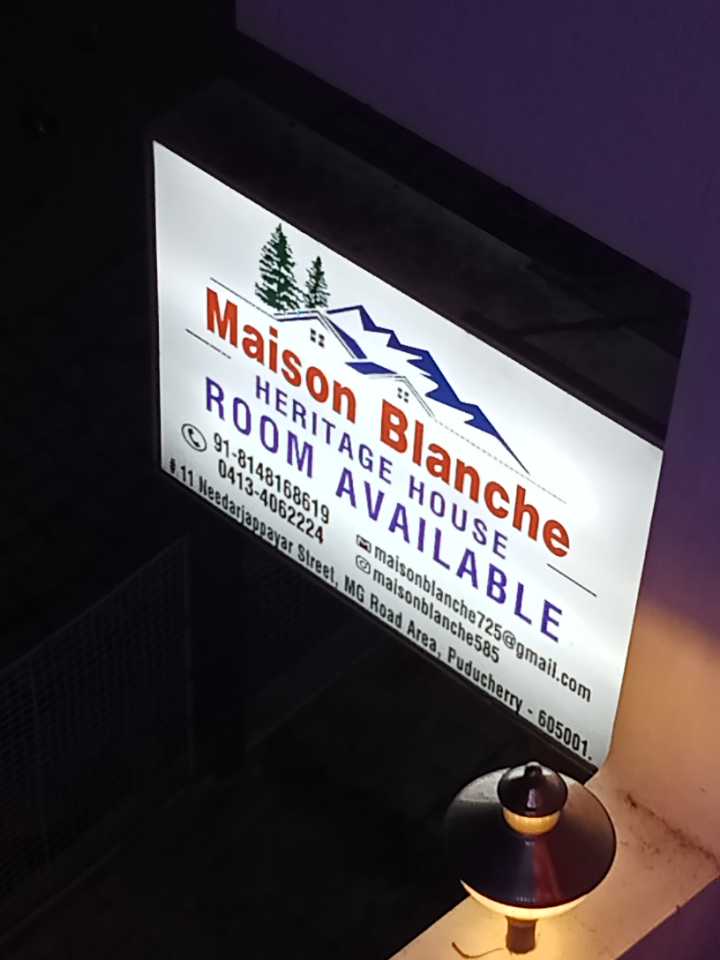 Maison Blanche
HERITAGE HOUSE
ROOM AVAILABLE
91-8148168619
0413-4062224
maisonblanche725@gmail.com
maisonblanche585
# 11 Needarjappayar Street, MG Road Area, Puducherry - 605001.